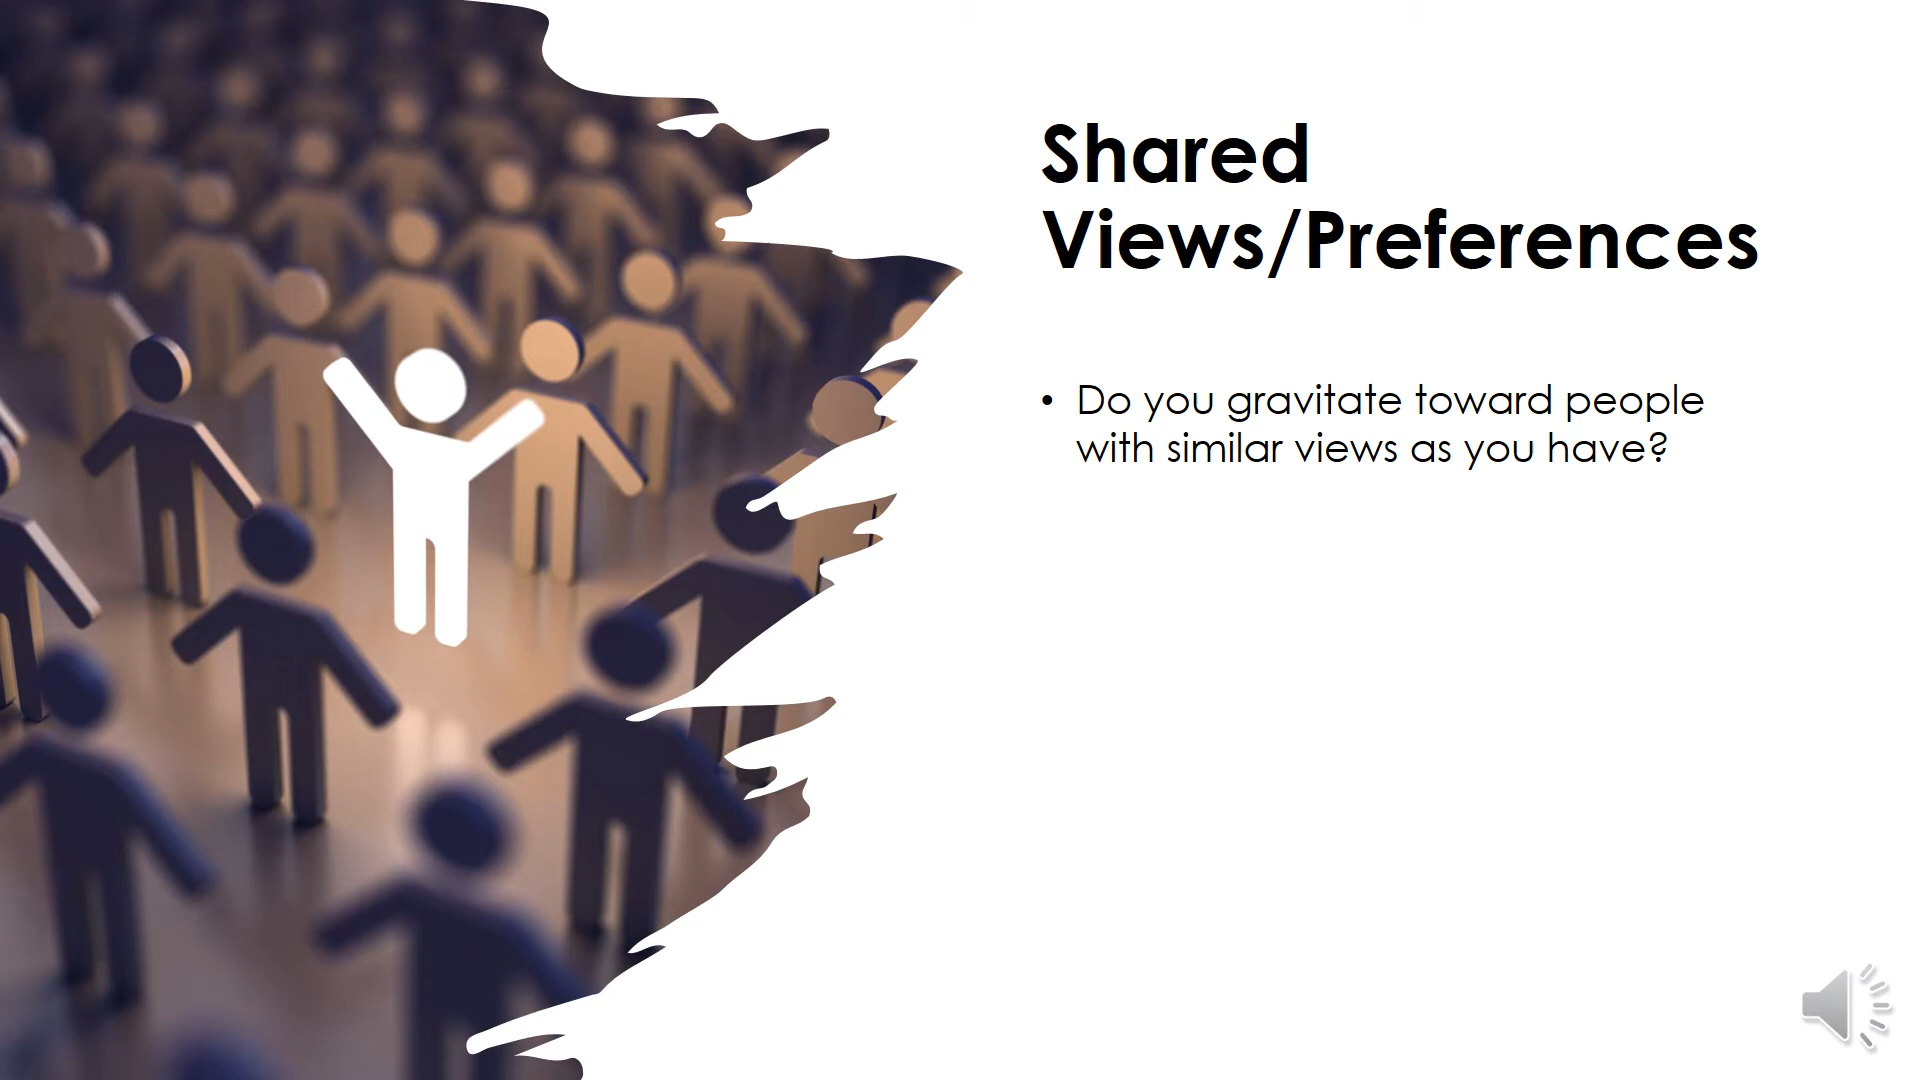 Shared
Views/Preferences
• Do you gravitate toward people
with similar views as you have?